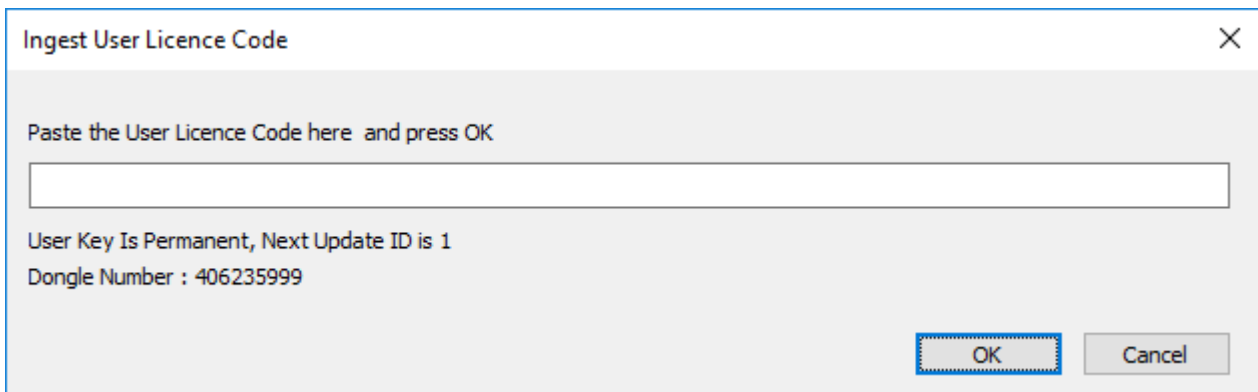 Ingest User Licence Code
Paste the User Licence Code here  and press OK
User Key Is Permanent, Next Update ID is 1
Dongle Number : 406235999
OK
Cancel